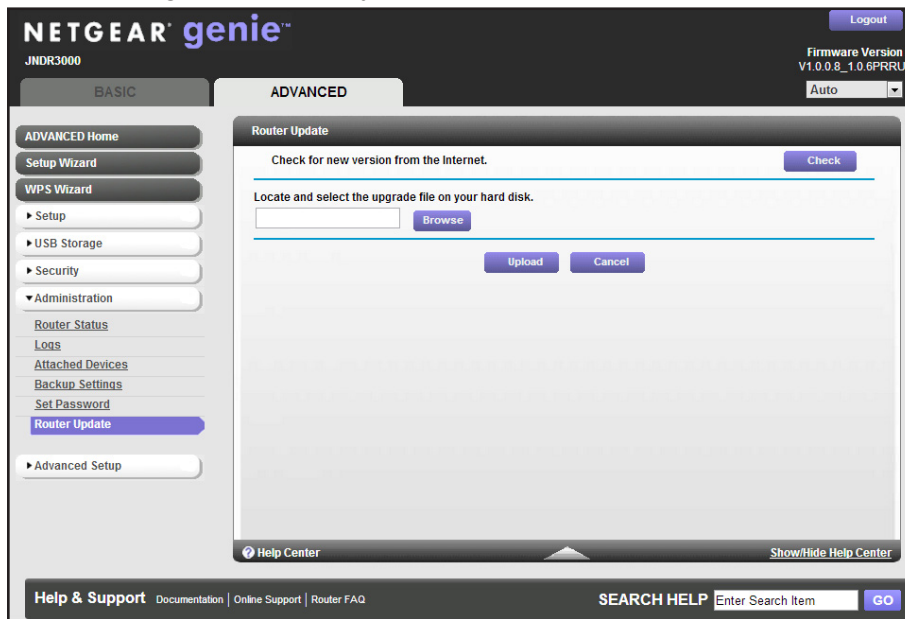 NETGEAR® genie™
Logout
JNDR3000
Firmware Version
V1.0.0.8_1.0.6PRRU
BASIC
ADVANCED
Auto
ADVANCED Home
Setup Wizard
WPS Wizard
Setup
USB Storage
Security
Administration
Router Status
Logs
Attached Devices
Backup Settings
Set Password
Router Update
Advanced Setup
Router Update
Check for new version from the Internet.
Check
Locate and select the upgrade file on your hard disk.
Browse
Upload Cancel
? Help Center
Show/Hide Help Center
Help & Support Documentation | Online Support | Router FAQ
SEARCH HELP Enter Search Item GO